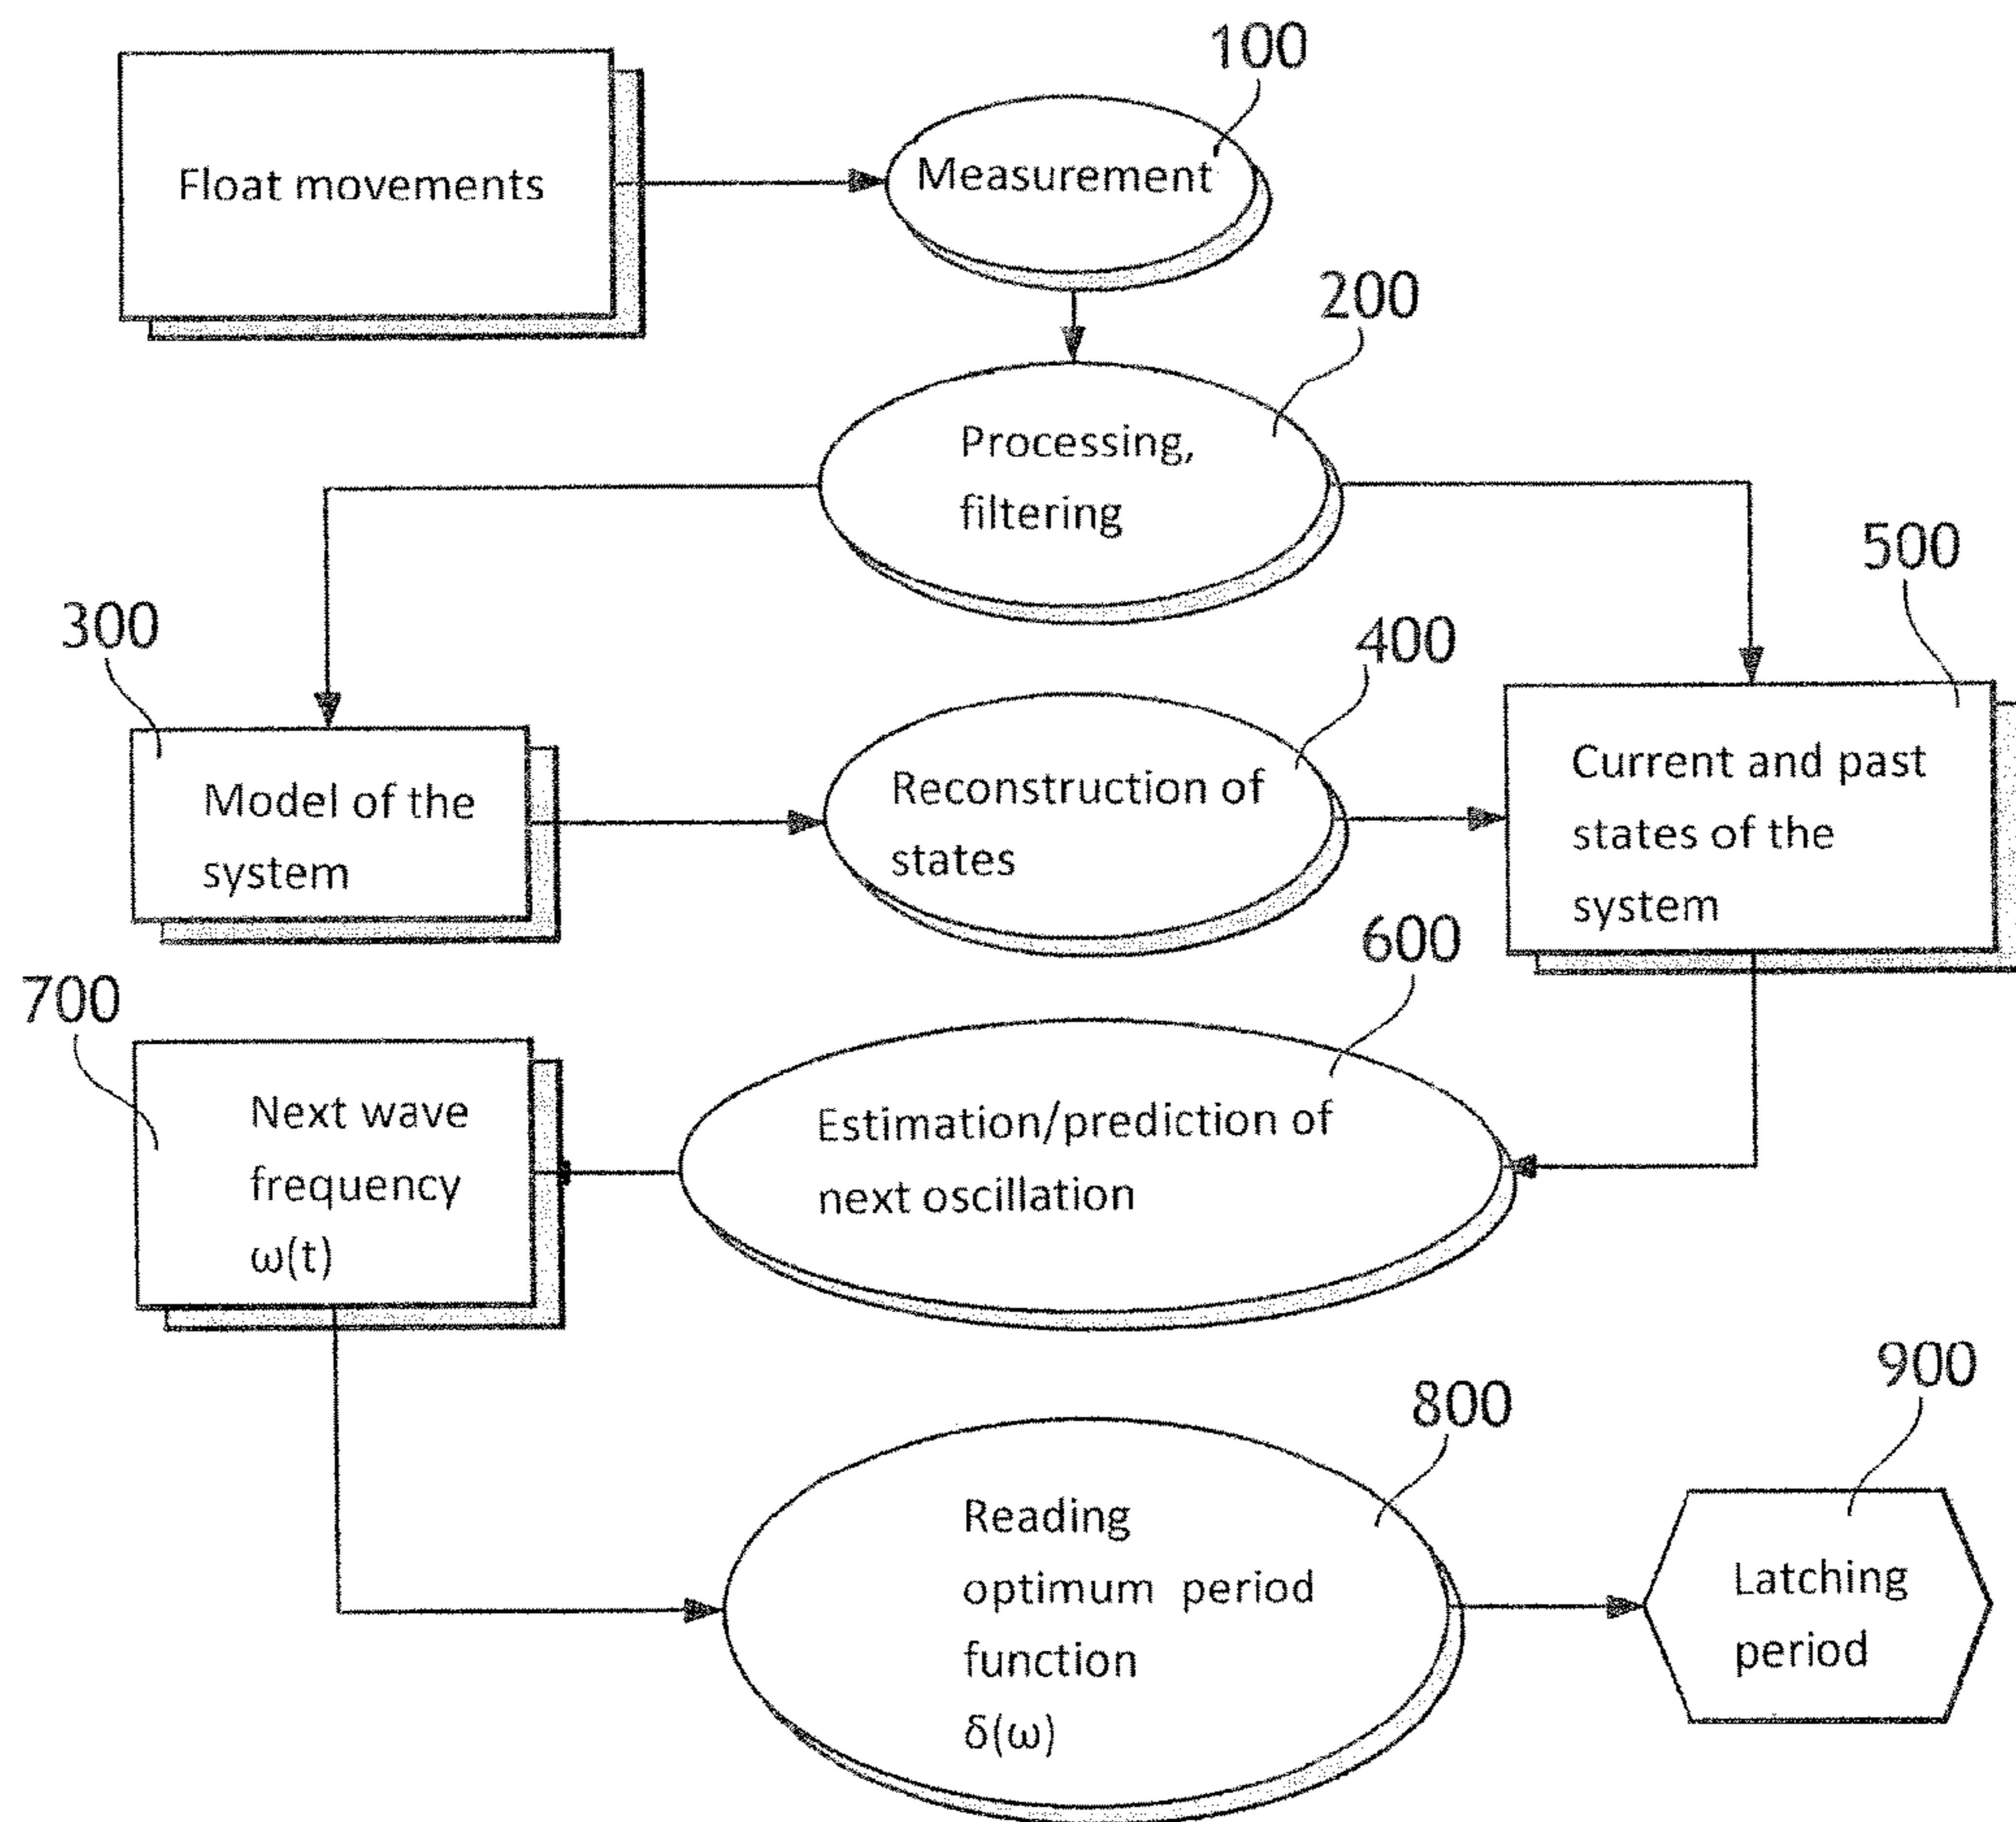 100
Float movements
Measurement
200
Processing,
filtering
500
300
400
Model of the
system
Reconstruction of
states
Current and past
states of the
system
600
700
Next wave
frequency
ω(t)
Estimation/prediction of
next oscillation
900
800
Reading
optimum period
function
δ(ω)
Latching
period